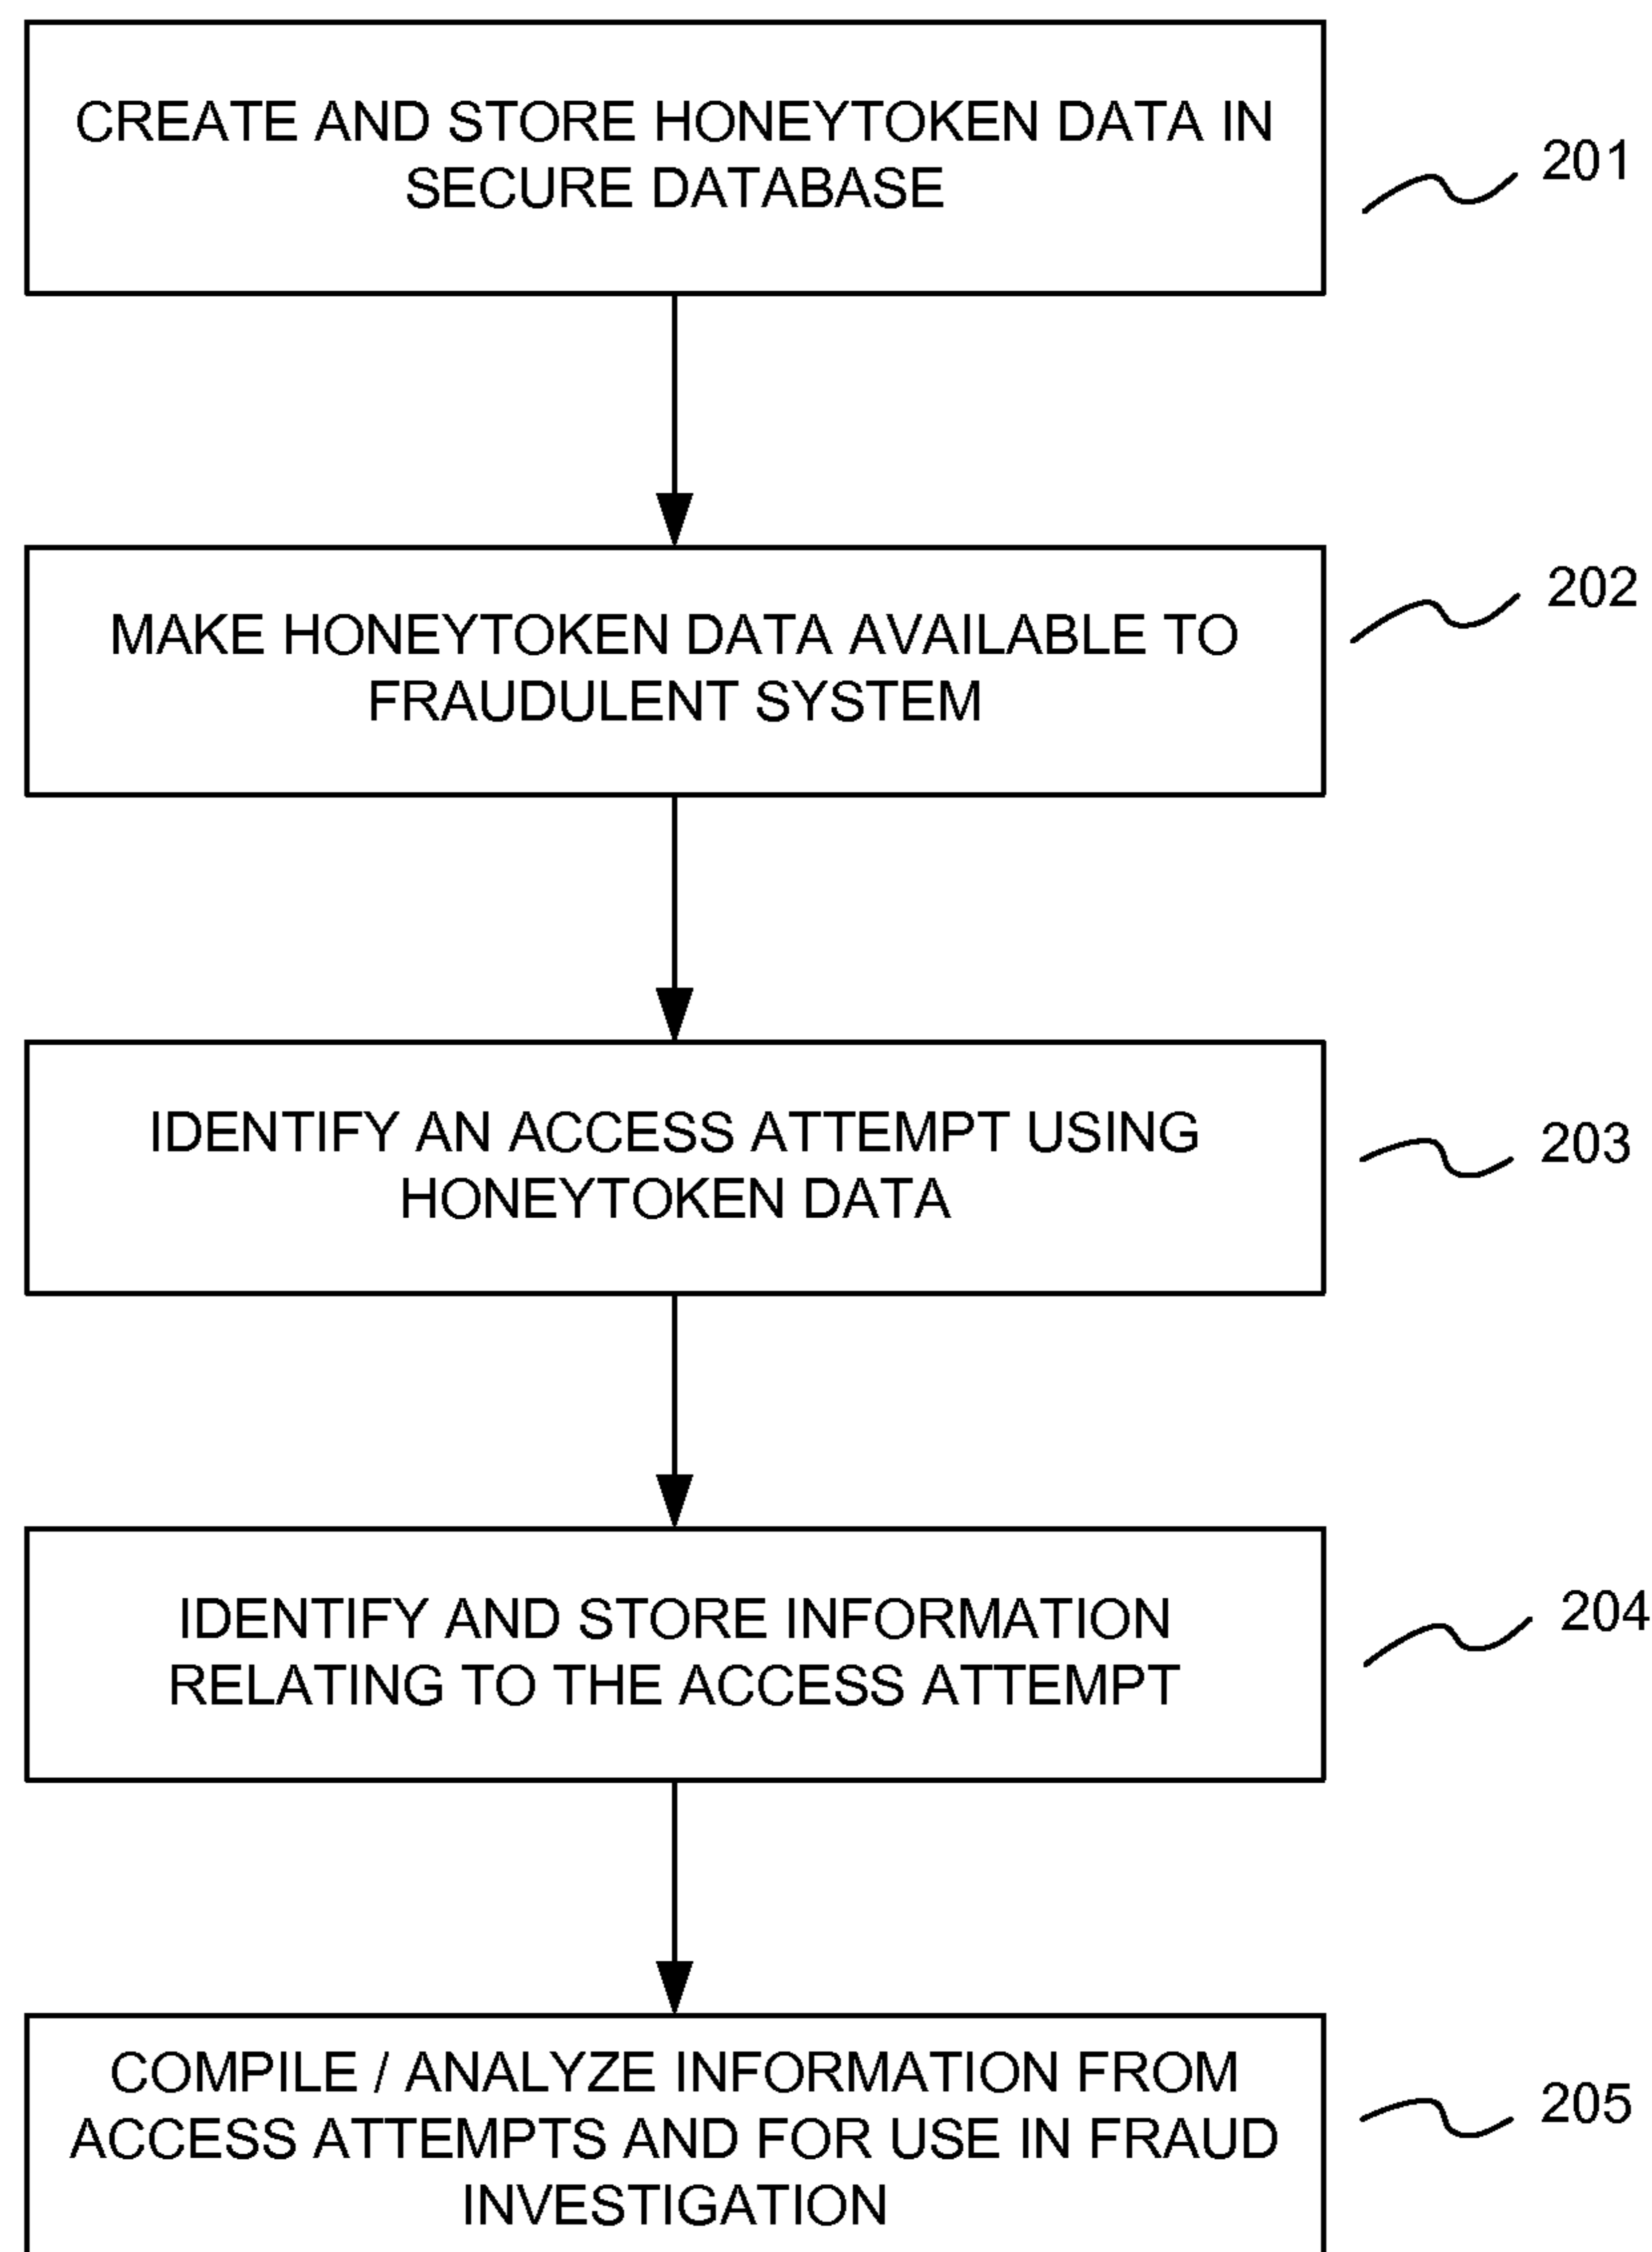 CREATE AND STORE HONEYTOKEN DATA IN
SECURE DATABASE
201
MAKE HONEYTOKEN DATA AVAILABLE TO
FRAUDULENT SYSTEM
202
IDENTIFY AN ACCESS ATTEMPT USING
HONEYTOKEN DATA
203
IDENTIFY AND STORE INFORMATION
RELATING TO THE ACCESS ATTEMPT
204
COMPILE / ANALYZE INFORMATION FROM
ACCESS ATTEMPTS AND FOR USE IN FRAUD
INVESTIGATION
205